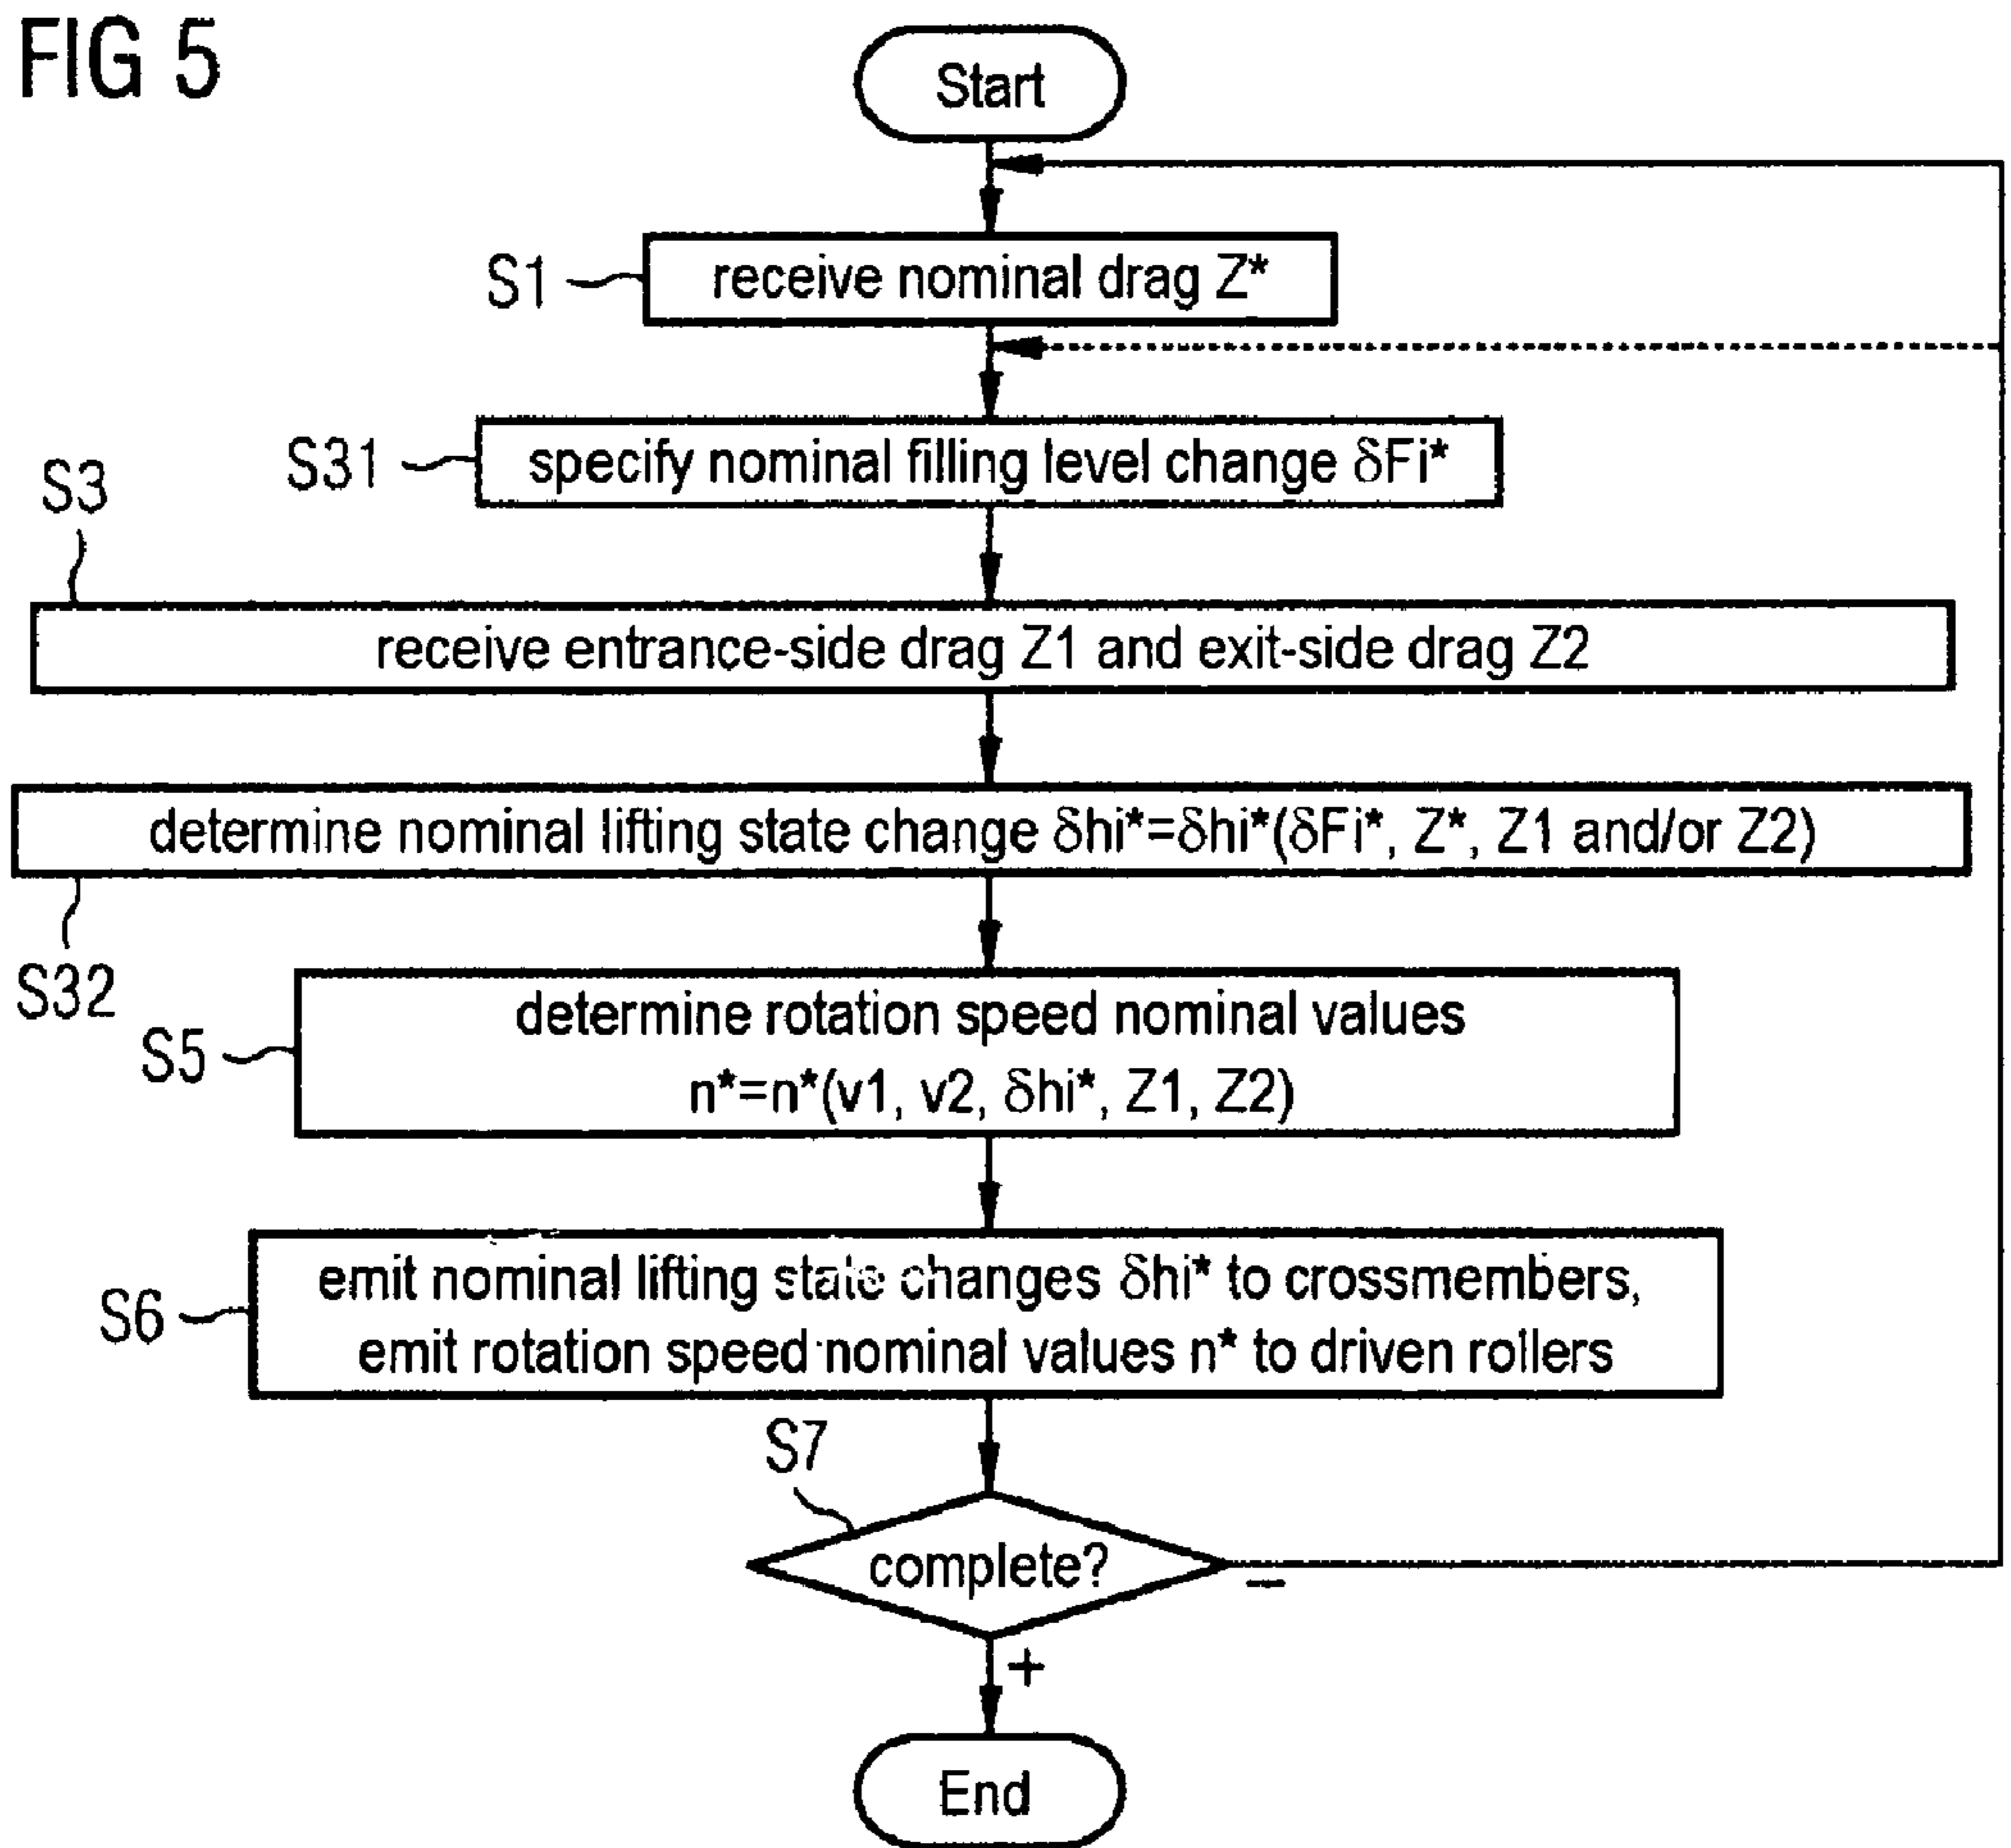 FIG 5
Start
S1
receive nominal drag Z*
S31
specify nominal filling level change δFi*
S3
receive entrance-side drag Z1 and exit-side drag Z2
determine nominal lifting state change δhi*=δhi*(δFi*, Z*, Z1 and/or Z2)
S32
S5
determine rotation speed nominal values
n*=n*(v1, v2, δhi*, Z1, Z2)
S6
emit nominal lifting state changes δhi* to crossmembers,
emit rotation speed nominal values n* to driven rollers
S7
complete?
–
+
End